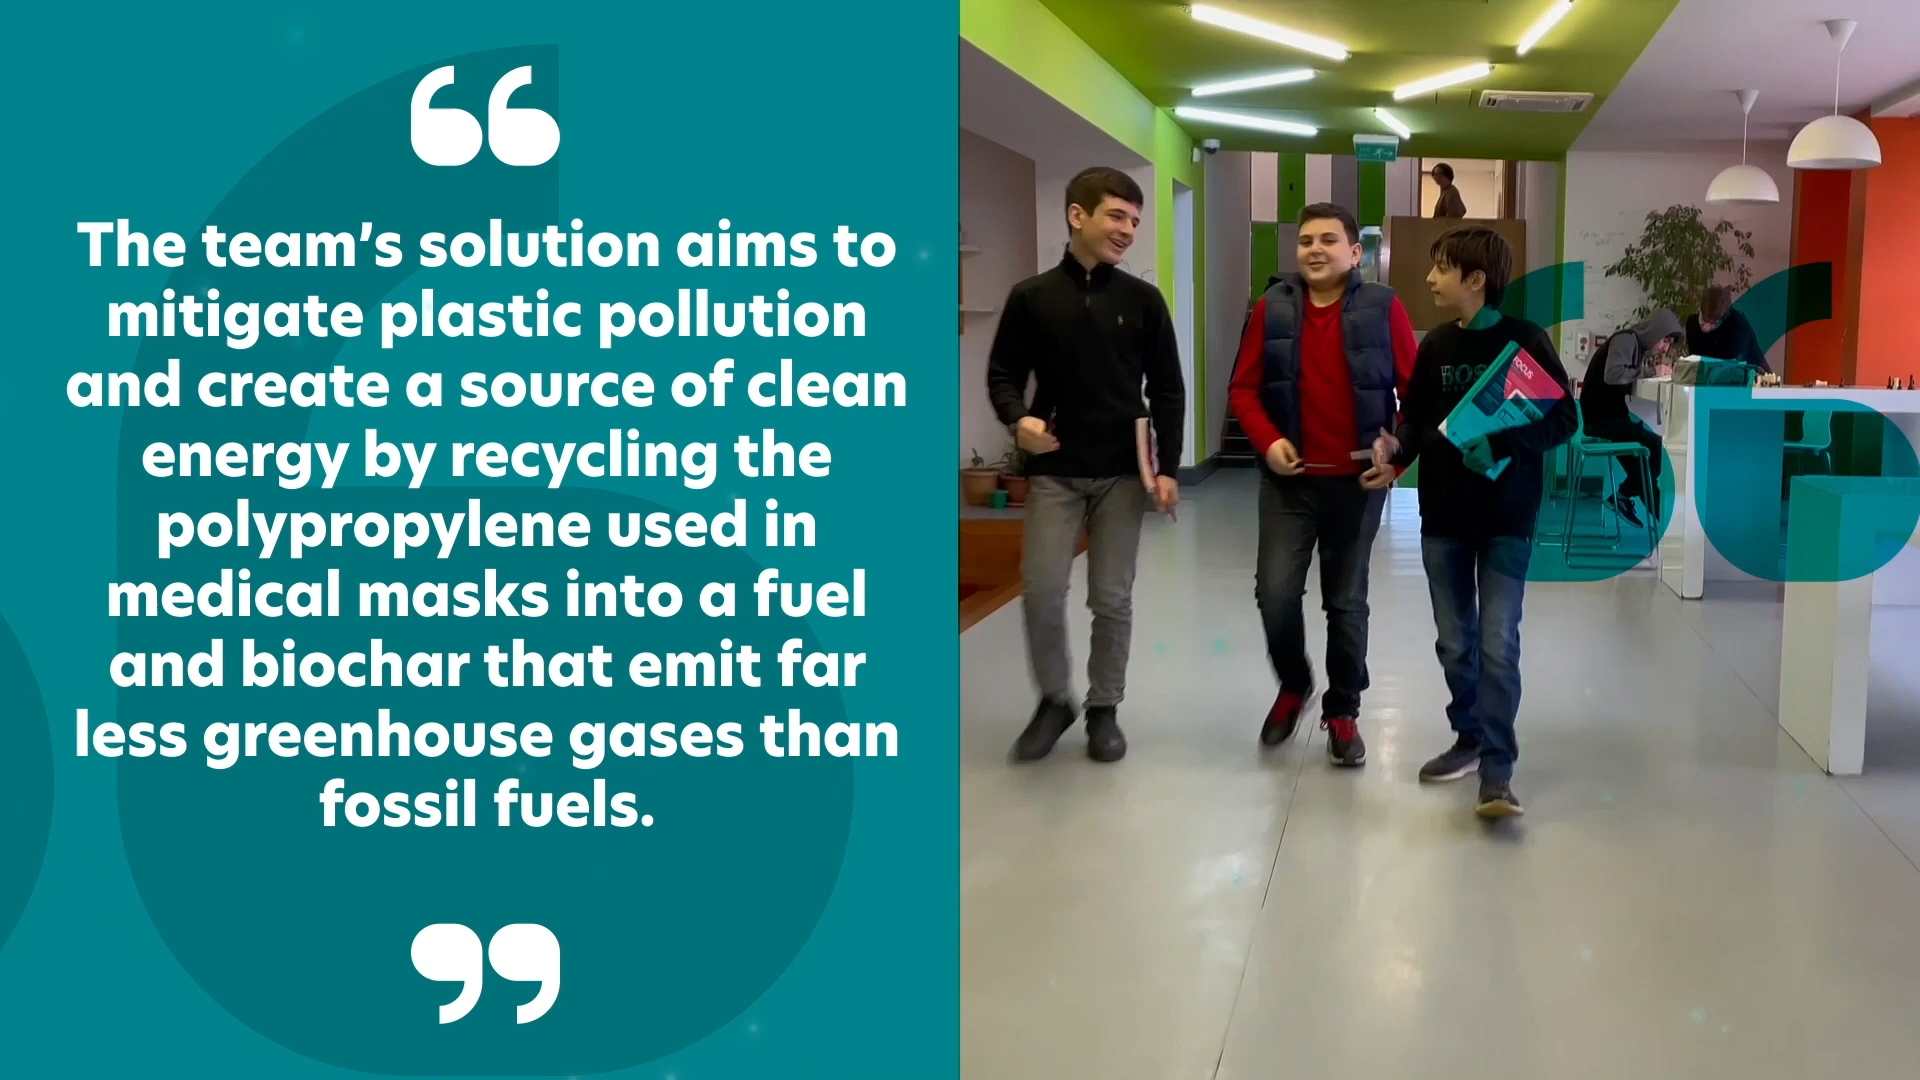 “
The team’s solution aims to
mitigate plastic pollution
and create a source of clean
energy by recycling the
polypropylene used in
medical masks into a fuel
and biochar that emit far
less greenhouse gases than
fossil fuels.
”
FOCUS